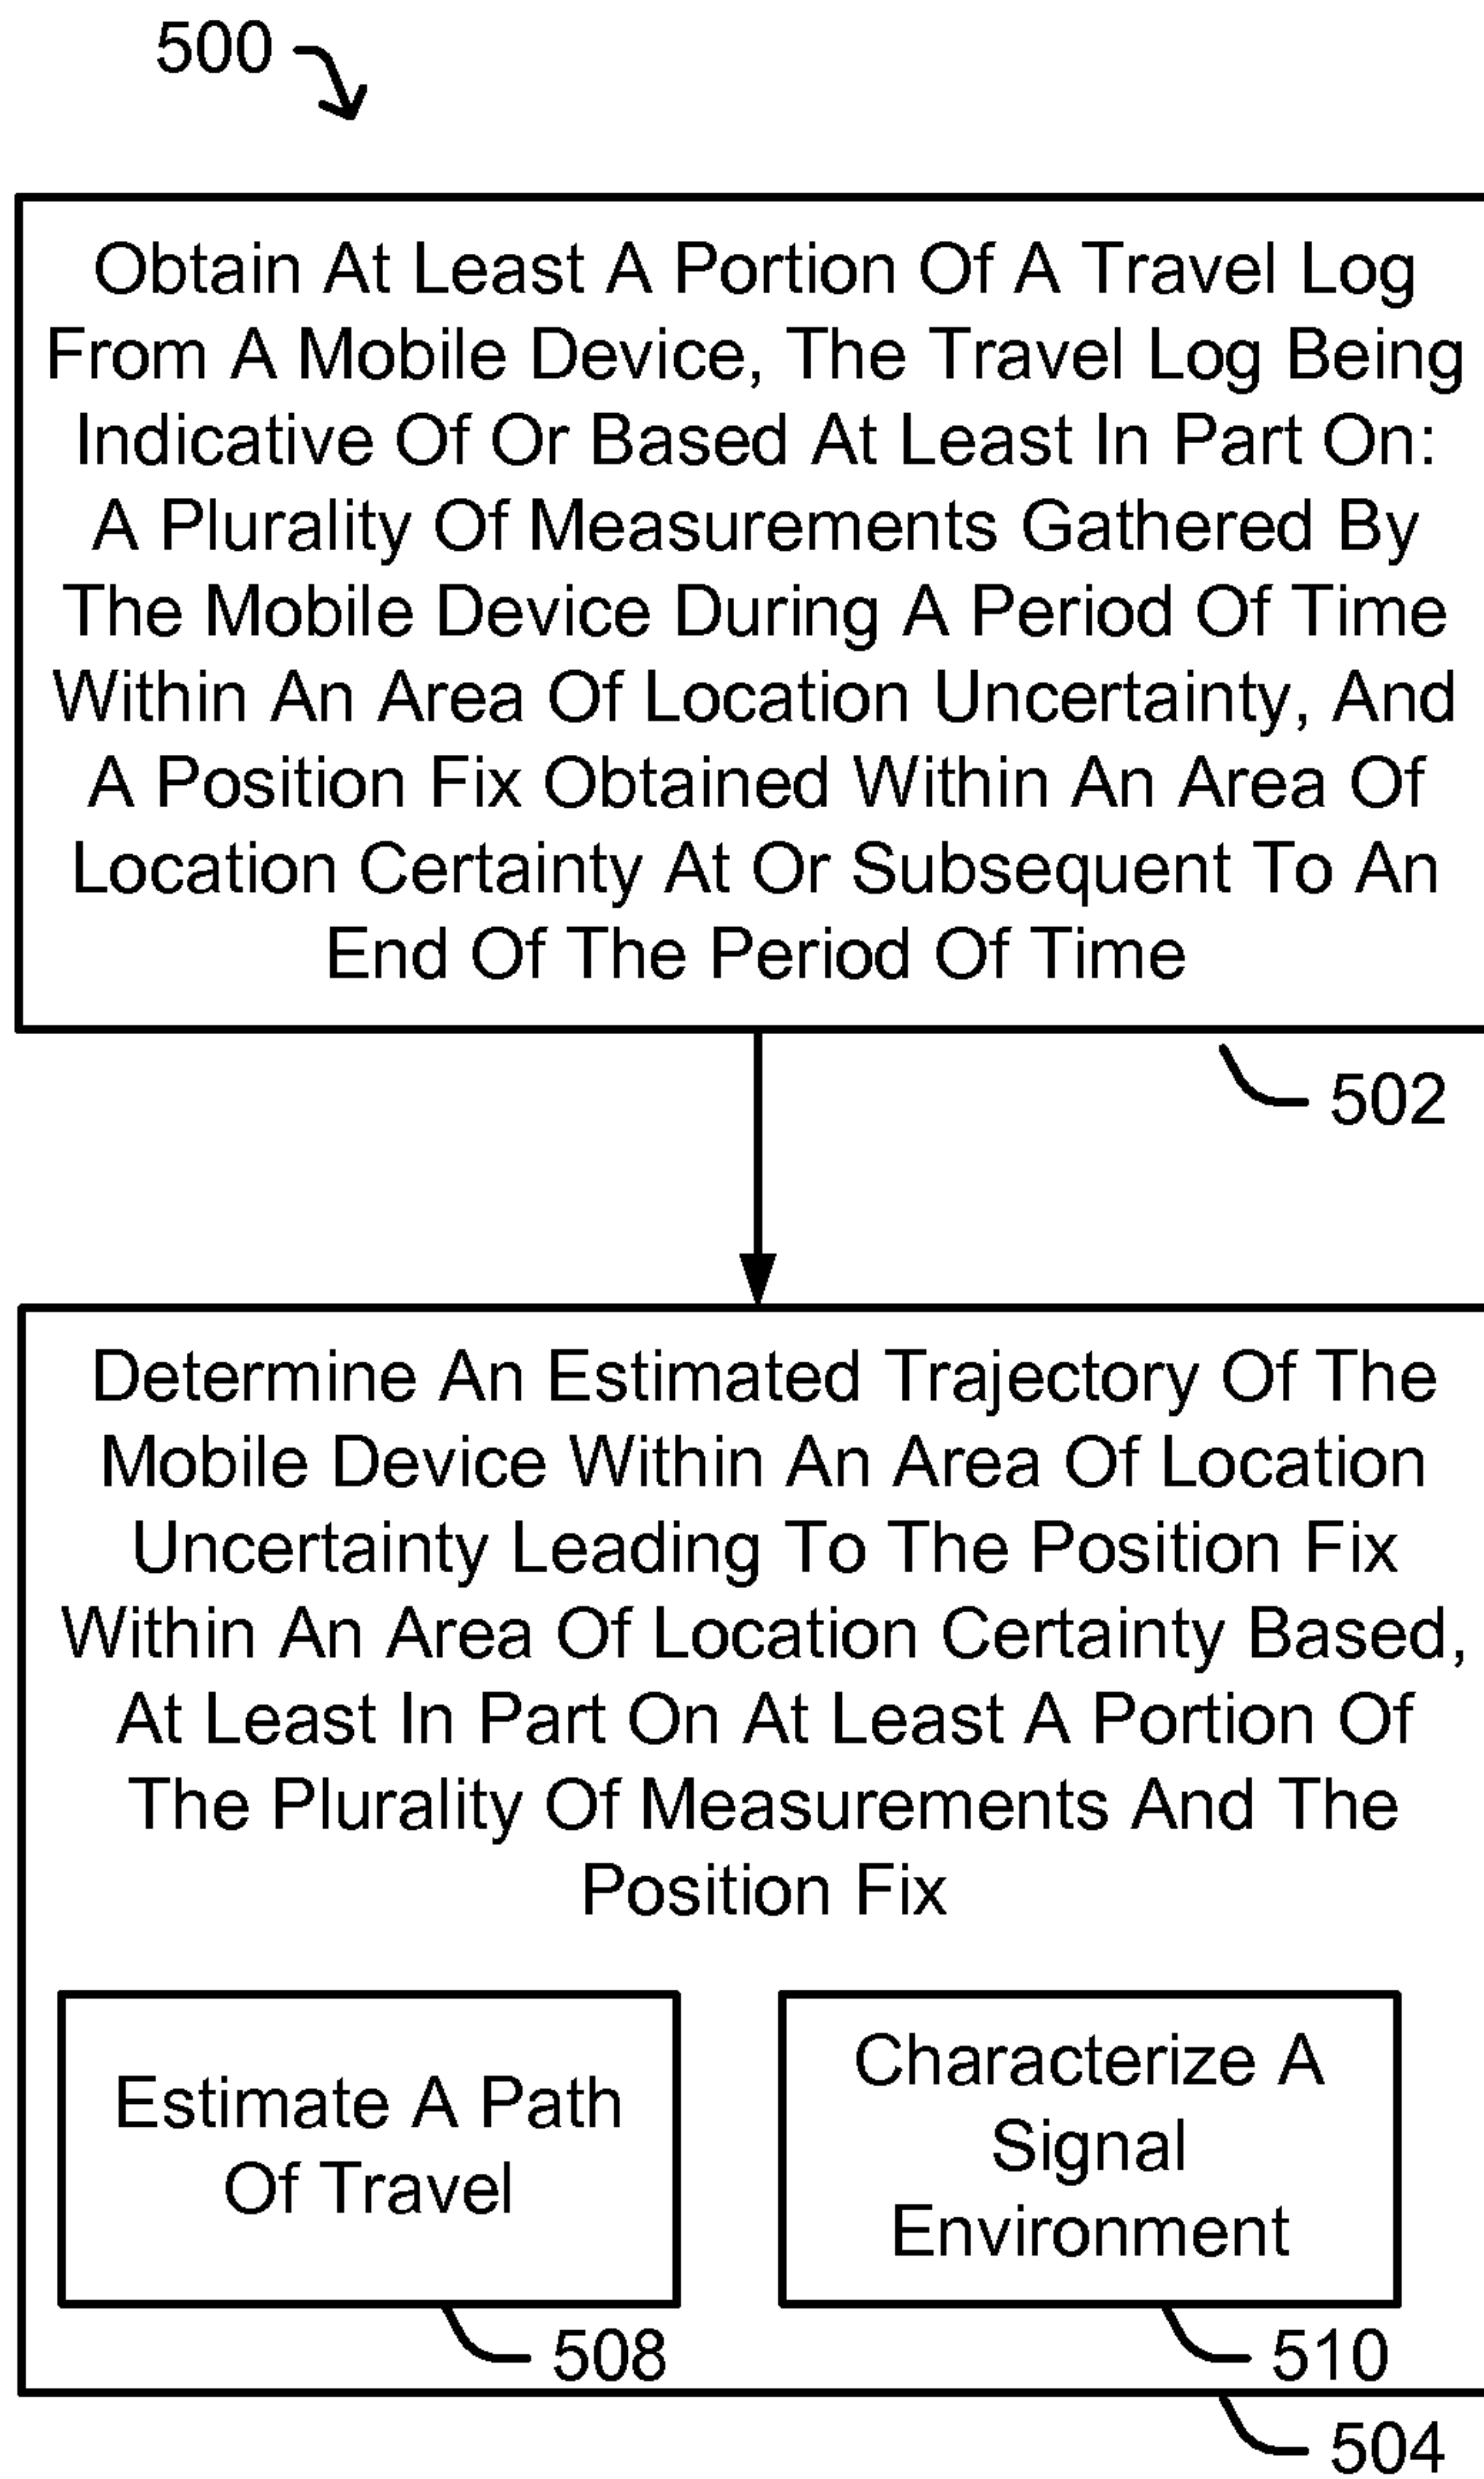 500
Obtain At Least A Portion Of A Travel Log
From A Mobile Device, The Travel Log Being
Indicative Of Or Based At Least In Part On:
A Plurality Of Measurements Gathered By
The Mobile Device During A Period Of Time
Within An Area Of Location Uncertainty, And
A Position Fix Obtained Within An Area Of
Location Certainty At Or Subsequent To An
End Of The Period Of Time
502
Determine An Estimated Trajectory Of The
Mobile Device Within An Area Of Location
Uncertainty Leading To The Position Fix
Within An Area Of Location Certainty Based,
At Least In Part On At Least A Portion Of
The Plurality Of Measurements And The
Position Fix
Estimate A Path
Of Travel
508
Characterize A
Signal
Environment
510
504